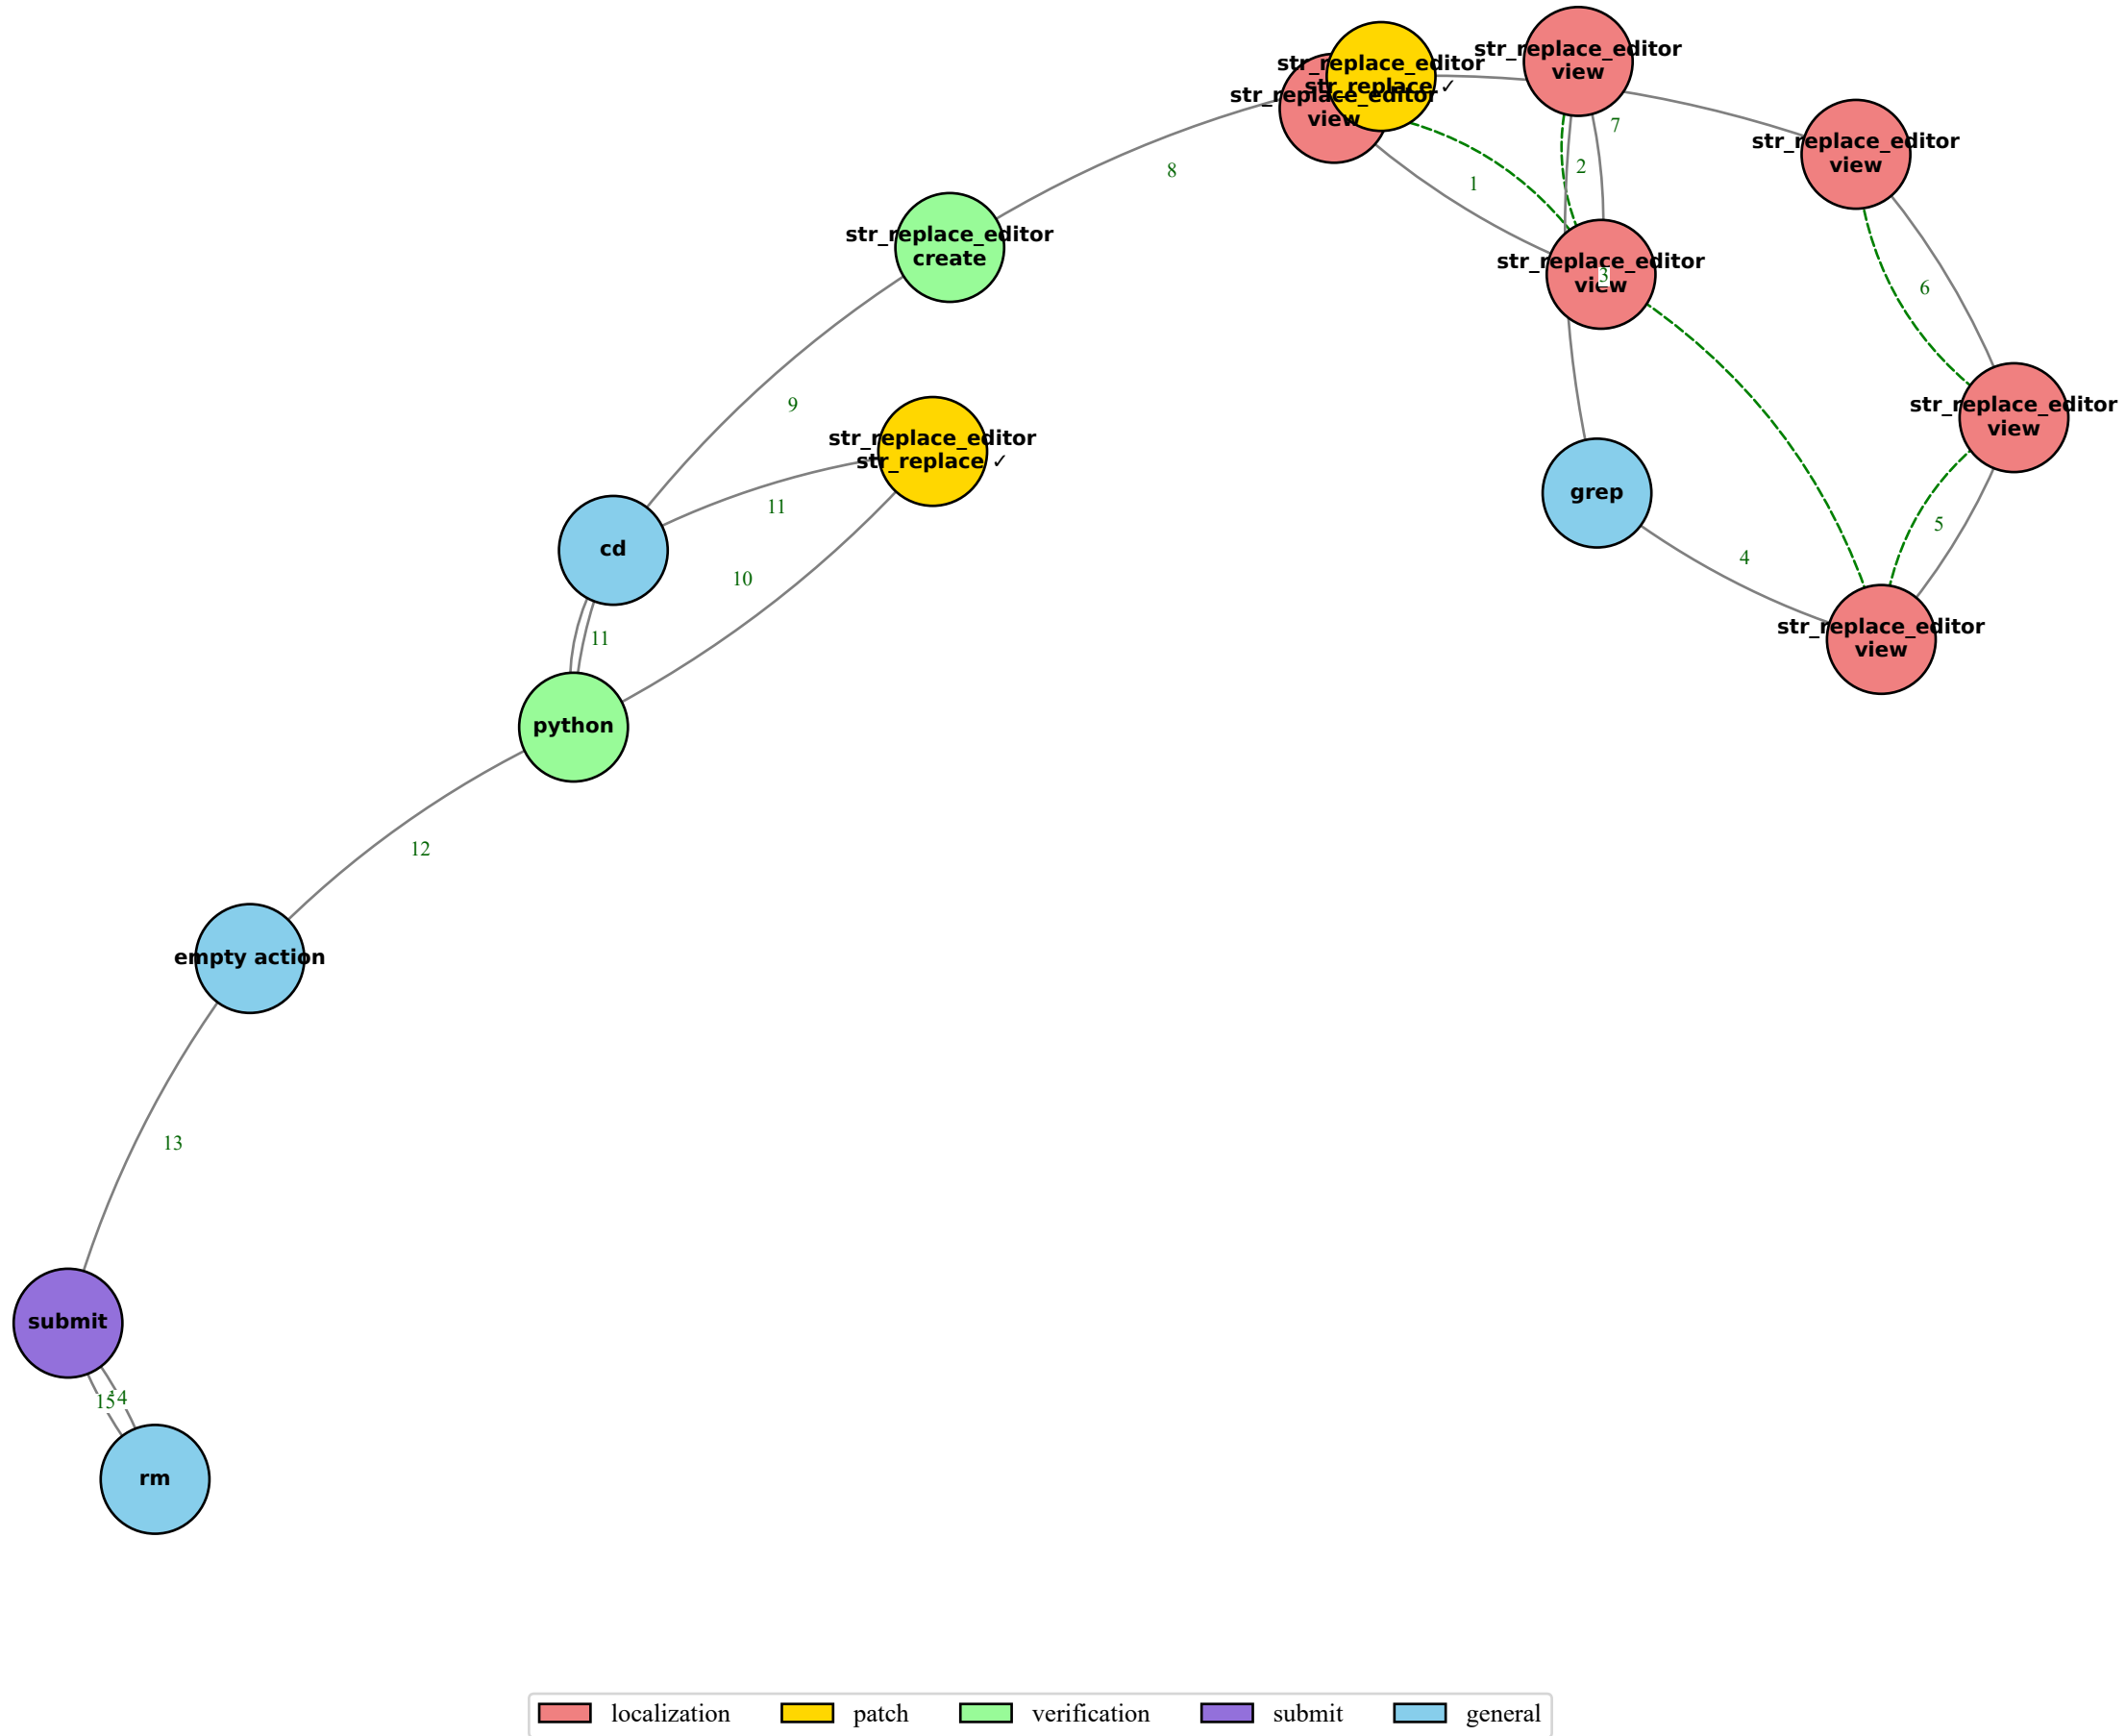 str_replace_editor
view
str_replace_editor
str_replace ✓
str_replace_editor
view
7
str_replace_editor
view
2
8
1
str_replace_editor
create
str_replace_editor
view
3
6
9
str_replace_editor
view
str_replace_editor
str_replace ✓
grep
11
5
cd
4
10
11
str_replace_editor
view
python
12
empty action
13
submit
15
14
rm
localization
patch
verification
submit
general